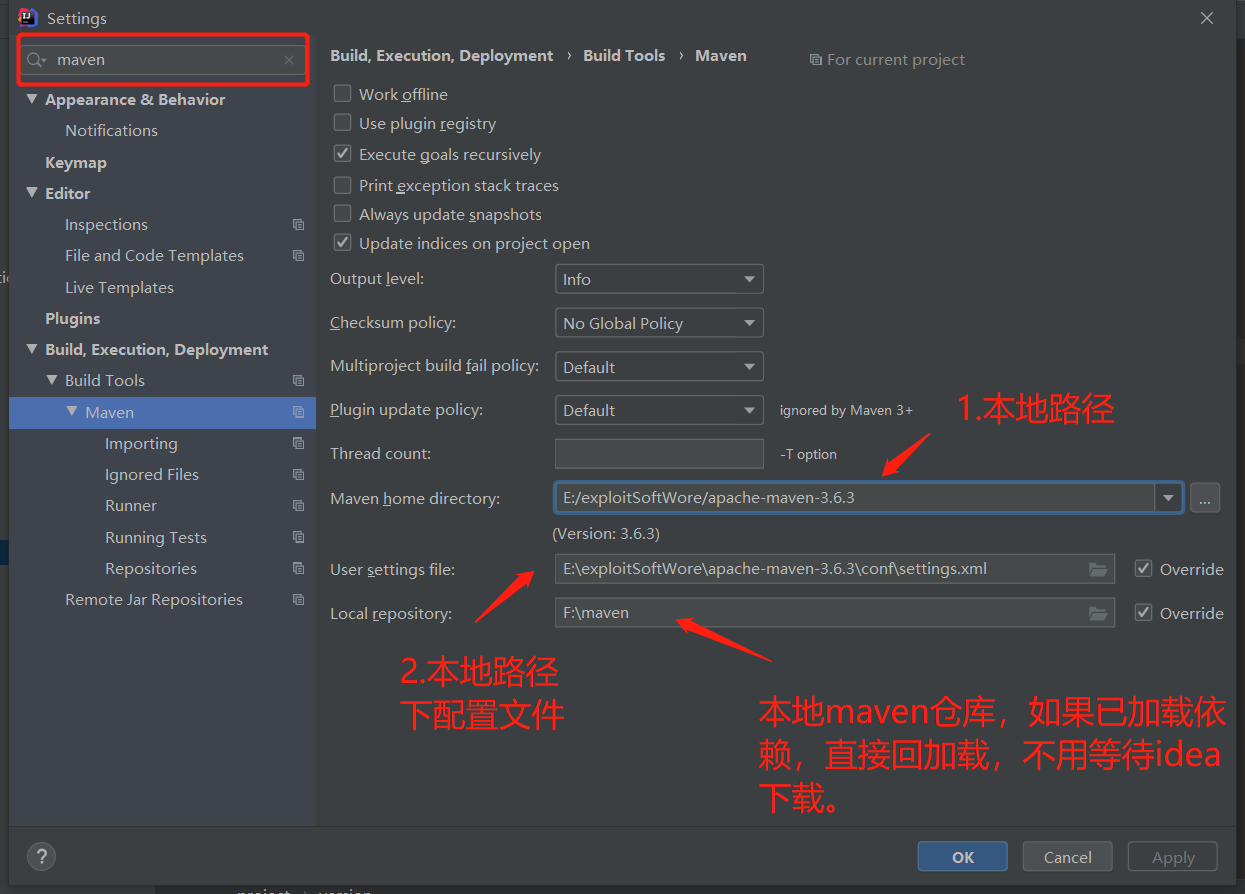 Settings
maven
Build, Execution, Deployment › Build Tools › Maven
For current project
Appearance & Behavior
Notifications
Keymap
Editor
Inspections
File and Code Templates
Live Templates
Plugins
Build, Execution, Deployment
Build Tools
Maven
Importing
Ignored Files
Runner
Running Tests
Repositories
Remote Jar Repositories
Work offline
Use plugin registry
Execute goals recursively
Print exception stack traces
Always update snapshots
Update indices on project open
Output level: Info
Checksum policy: No Global Policy
Multiproject build fail policy: Default
Plugin update policy: Default ignored by Maven 3+
1.本地路径
Thread count: -T option
Maven home directory: E:/exploitSoftWore/apache-maven-3.6.3 ...
(Version: 3.6.3)
User settings file: E:\exploitSoftWore\apache-maven-3.6.3\conf\settings.xml Override
Local repository: F:\maven Override
2.本地路径
下配置文件
本地maven仓库，如果已加载依
赖，直接回加载，不用等待idea
下载。
?
OK Cancel Apply